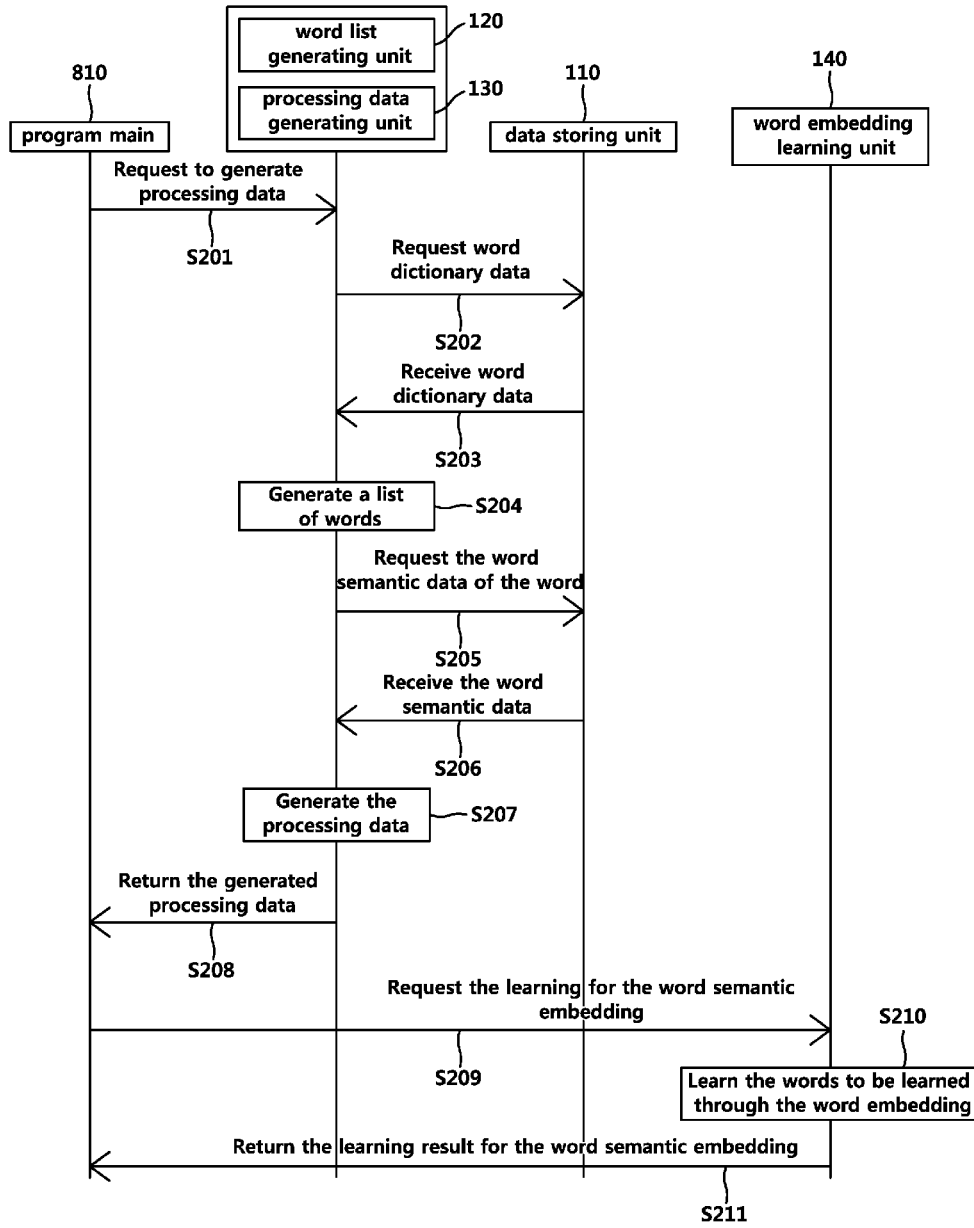 word list
generating unit
120
processing data
generating unit
130
810
110
140
program main
data storing unit
word embedding
learning unit
Request to generate
processing data
S201
Request word
dictionary data
S202
Receive word
dictionary data
S203
Generate a list
of words
S204
Request the word
semantic data of the word
S205
Receive the word
semantic data
S206
Generate the
processing data
S207
Return the generated
processing data
S208
Request the learning for the word semantic
embedding
S209
S210
Learn the words to be learned
through the word embedding
Return the learning result for the word semantic embedding
S211